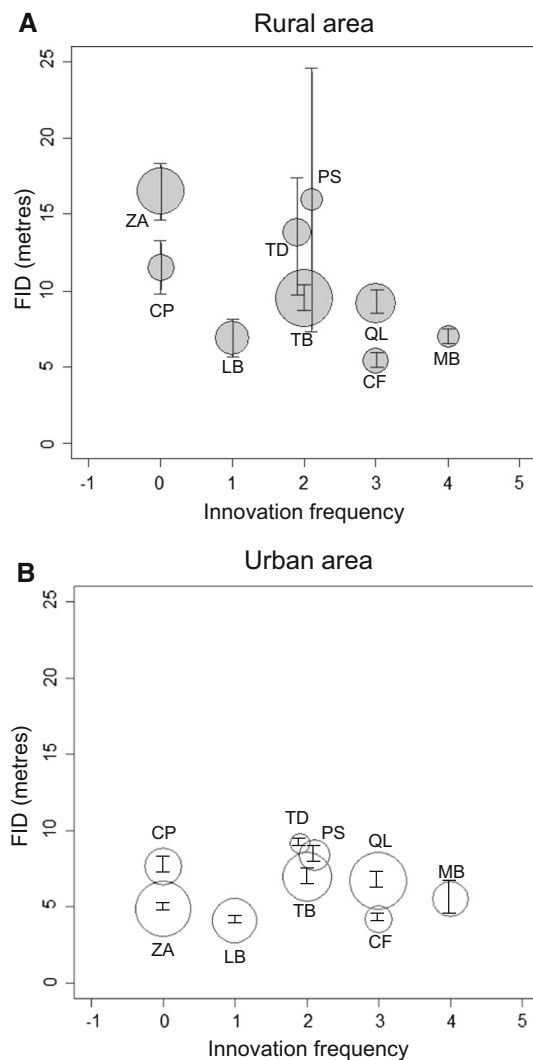 A
Rural area
FID (metres)
25
20
15
10
5
0
ZA
CP
LB
TD
PS
TB
QL
CF
MB
-1 0 1 2 3 4 5
Innovation frequency
B
Urban area
FID (metres)
25
20
15
10
5
0
CP
ZA
LB
TD
PS
TB
QL
CF
MB
-1 0 1 2 3 4 5
Innovation frequency